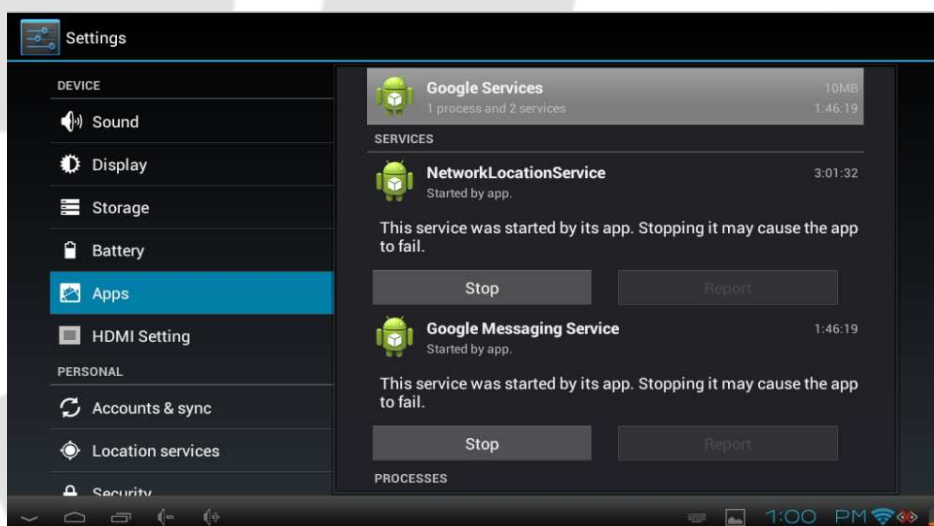 Settings
DEVICE
Sound
Display
Storage
Battery
Apps
HDMI Setting
PERSONAL
Accounts & sync
Location services
Security
Google Services
10MB
1 process and 2 services
1:46:19
SERVICES
NetworkLocationService
3:01:32
Started by app.
This service was started by its app. Stopping it may cause the app
to fail.
Stop
Report
Google Messaging Service
1:46:19
Started by app.
This service was started by its app. Stopping it may cause the app
to fail.
Stop
Report
PROCESSES
1:00 PM